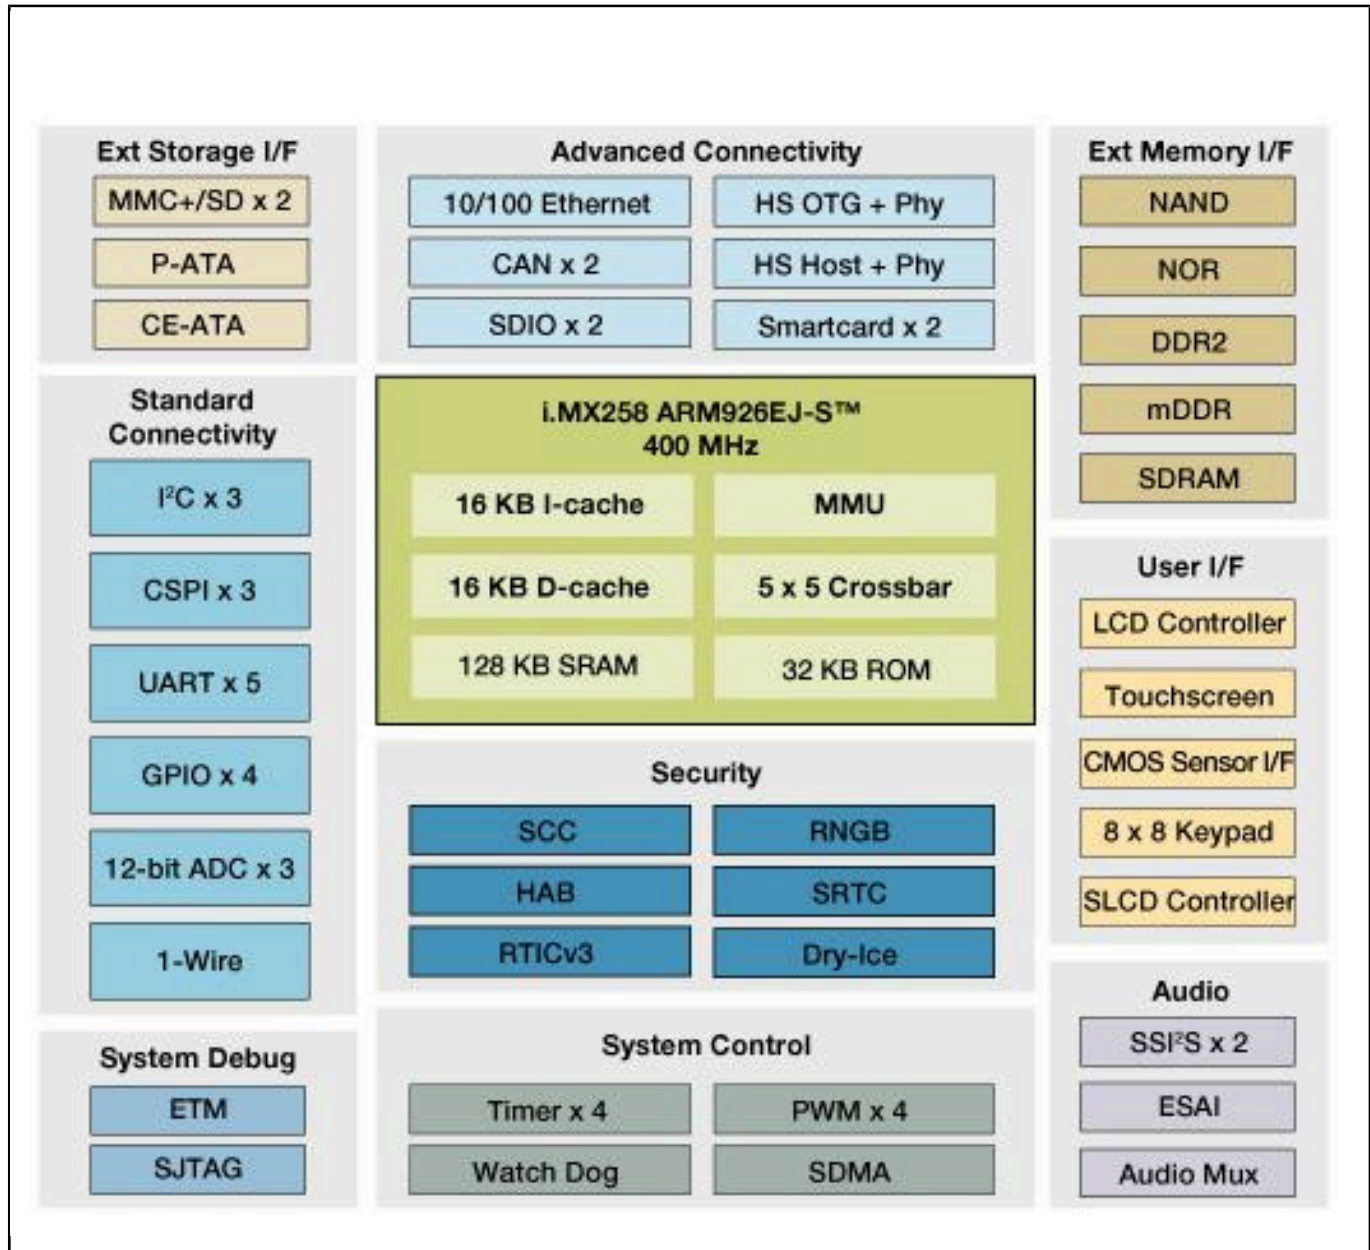 Ext Storage I/F
MMC+/SD x 2
P-ATA
CE-ATA
Advanced Connectivity
10/100 Ethernet
HS OTG + Phy
CAN x 2
HS Host + Phy
SDIO x 2
Smartcard x 2
Ext Memory I/F
NAND
NOR
DDR2
mDDR
SDRAM
Standard
Connectivity
I²C x 3
CSPI x 3
UART x 5
GPIO x 4
12-bit ADC x 3
1-Wire
i.MX258 ARM926EJ-S™
400 MHz
16 KB I-cache
MMU
16 KB D-cache
5 x 5 Crossbar
128 KB SRAM
32 KB ROM
User I/F
LCD Controller
Touchscreen
CMOS Sensor I/F
8 x 8 Keypad
SLCD Controller
Security
SCC
RNGB
HAB
SRTC
RTICv3
Dry-Ice
System Debug
ETM
SJTAG
System Control
Timer x 4
PWM x 4
Watch Dog
SDMA
Audio
SSI²S x 2
ESAI
Audio Mux